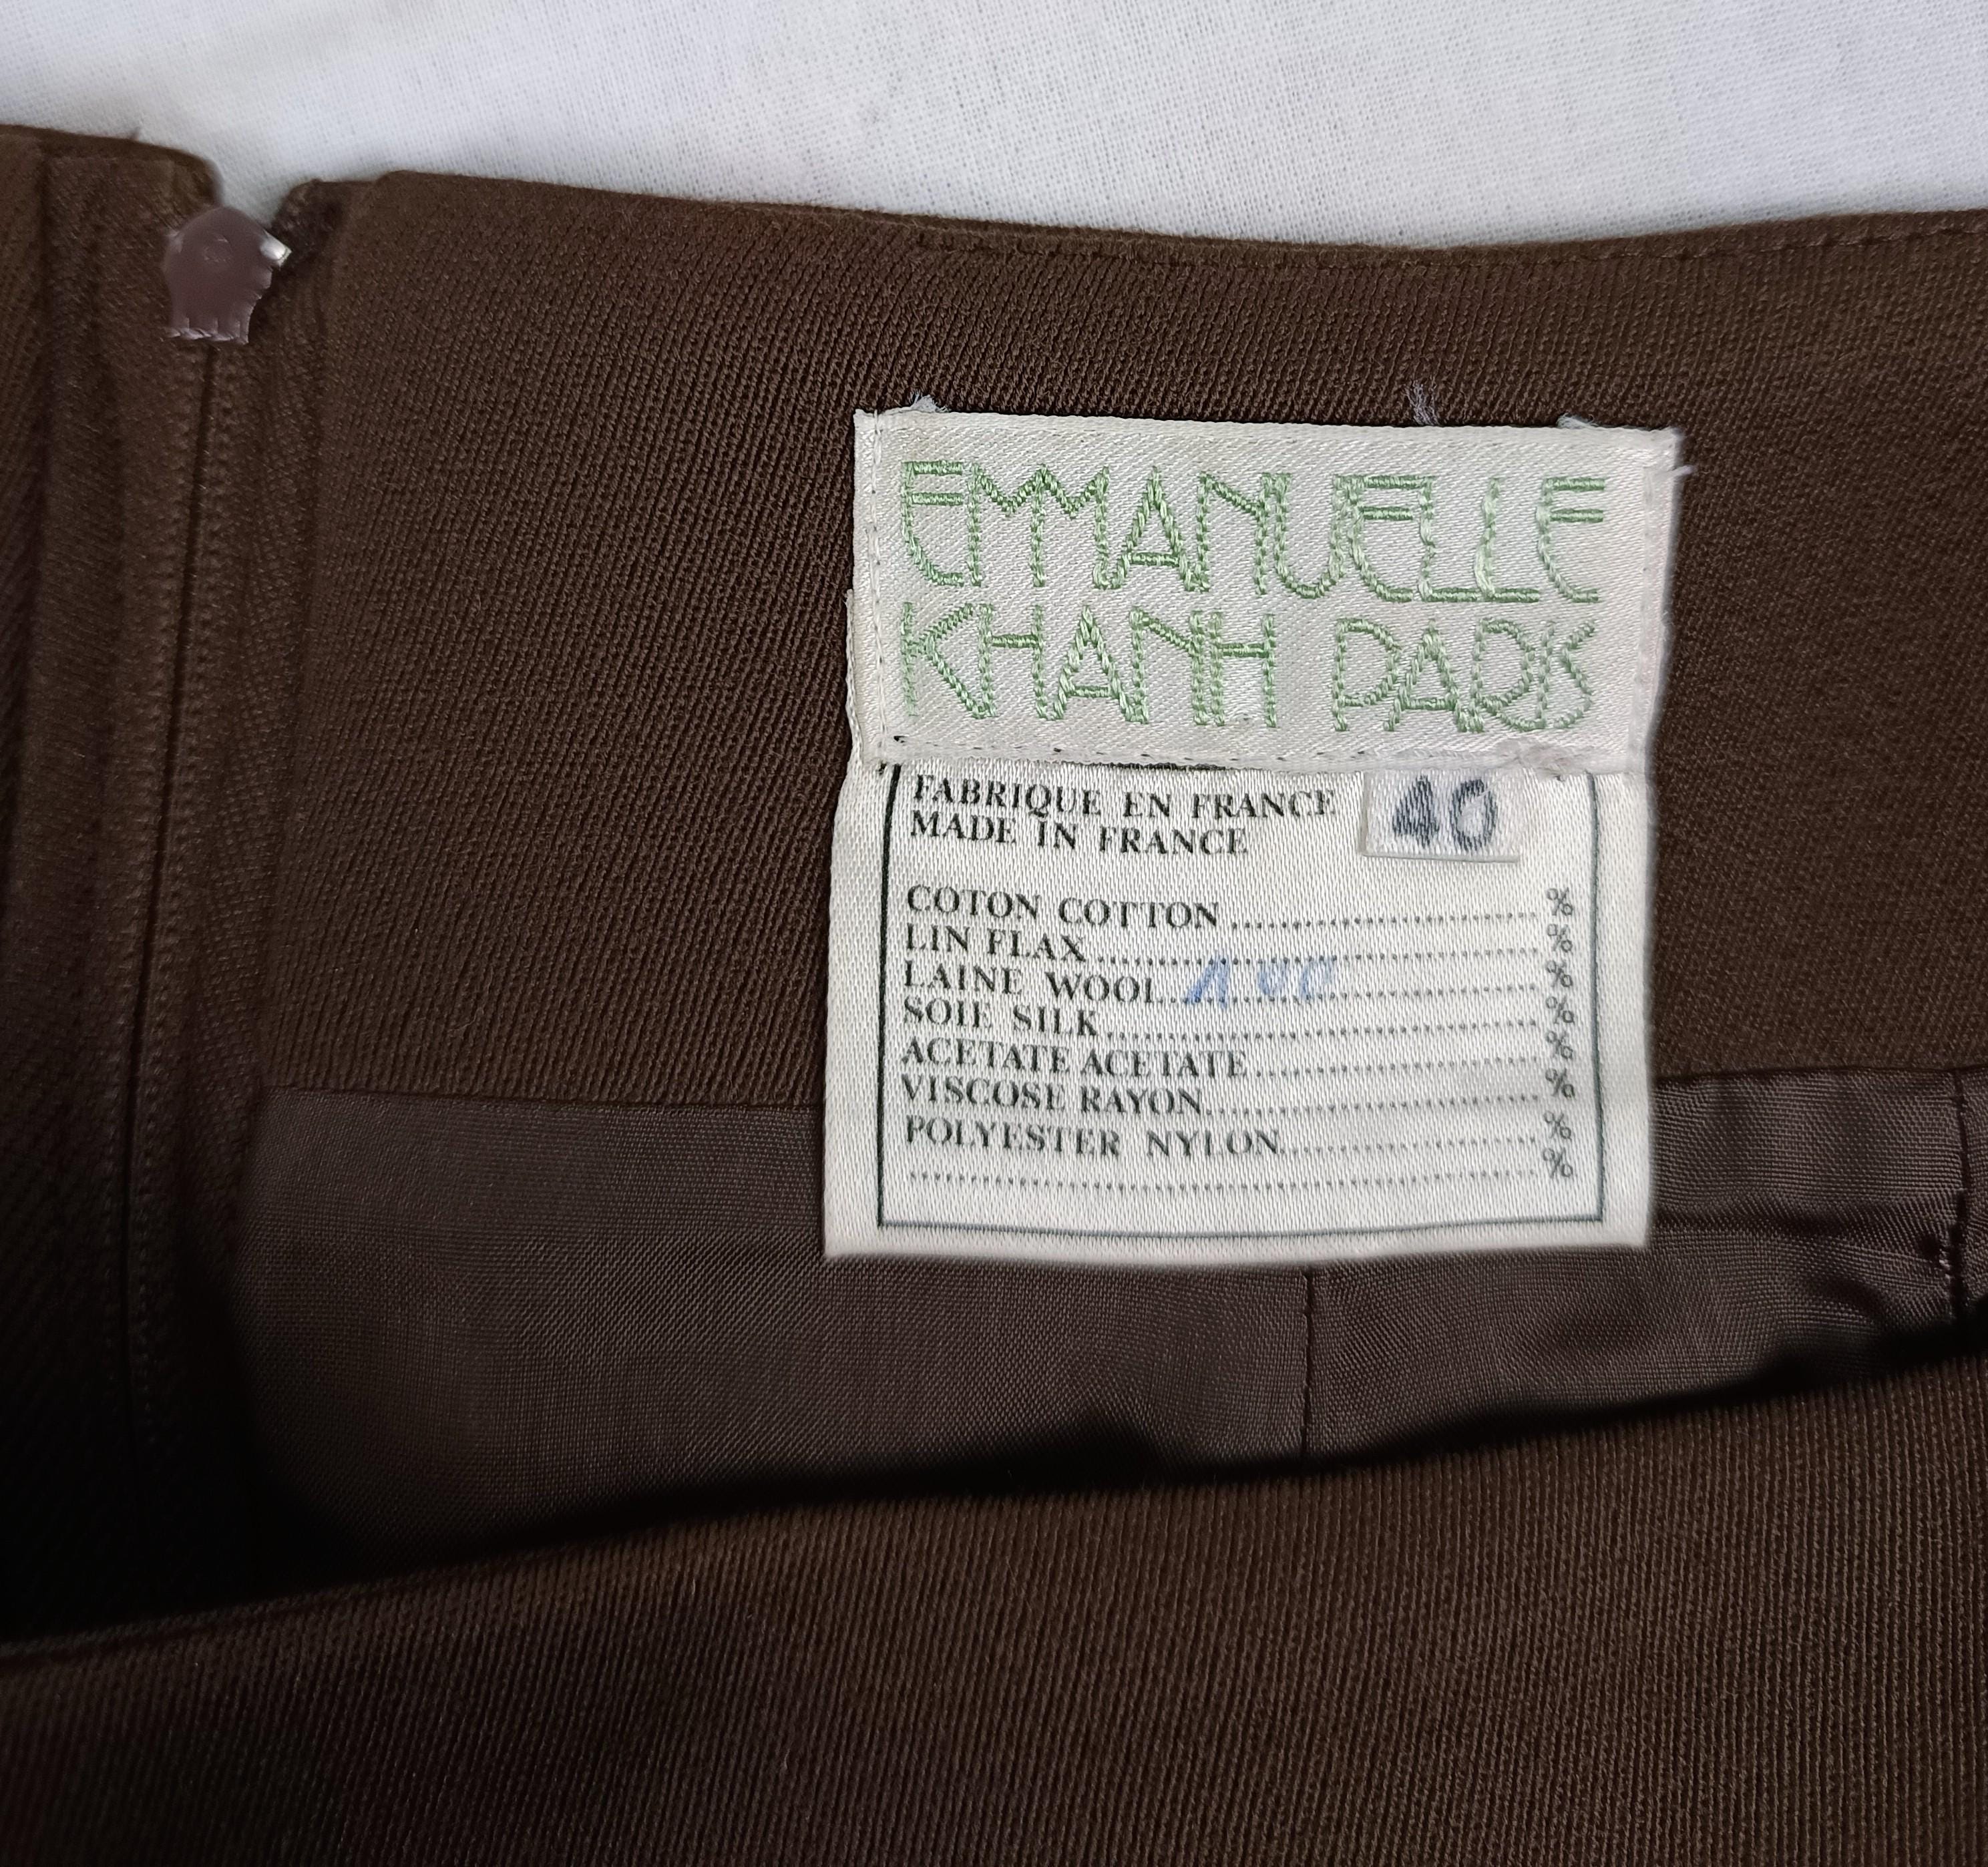 EMMANUELLE
KHANH PARIS
FABRIQUE EN FRANCE 40
MADE IN FRANCE
COTON COTTON..............................%
LIN FLAX..............................%
LAINE WOOL 100..............................%
SOIE SILK..............................%
ACETATE ACETATE..............................%
VISCOSE RAYON..............................%
POLYESTER NYLON..............................%
..............................%